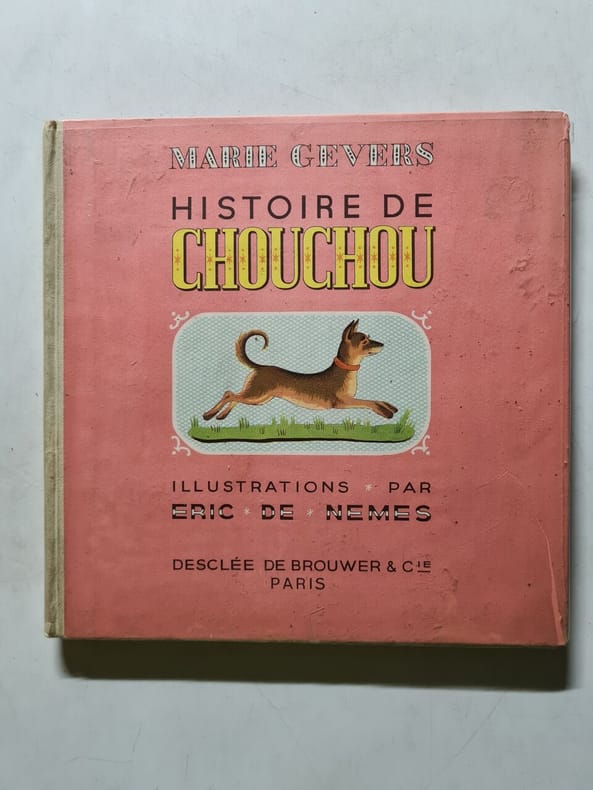 MARIE GEVERS
HISTOIRE DE
CHOUCHOU
ILLUSTRATIONS * PAR
ERIC * DE * NEMES
DESCLÉE DE BROUWER & CIE
PARIS